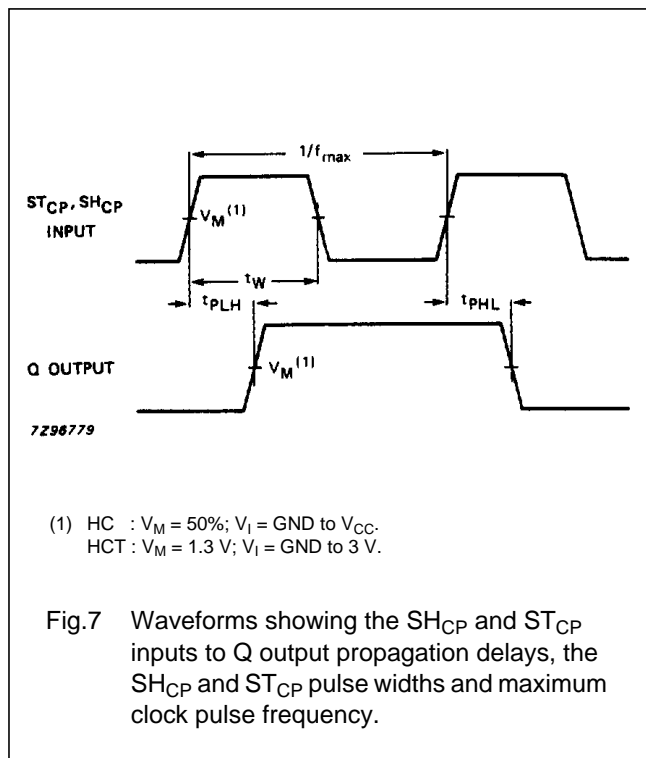 1/fmax
STCP, SHCP
INPUT
VM(1)
tW
tPLH
tPHL
Q OUTPUT
VM(1)
7Z96779
(1) HC : VM = 50%; VI = GND to VCC.
HCT : VM = 1.3 V; VI = GND to 3 V.
Fig.7 Waveforms showing the SHCP and STCP
inputs to Q output propagation delays, the
SHCP and STCP pulse widths and maximum
clock pulse frequency.